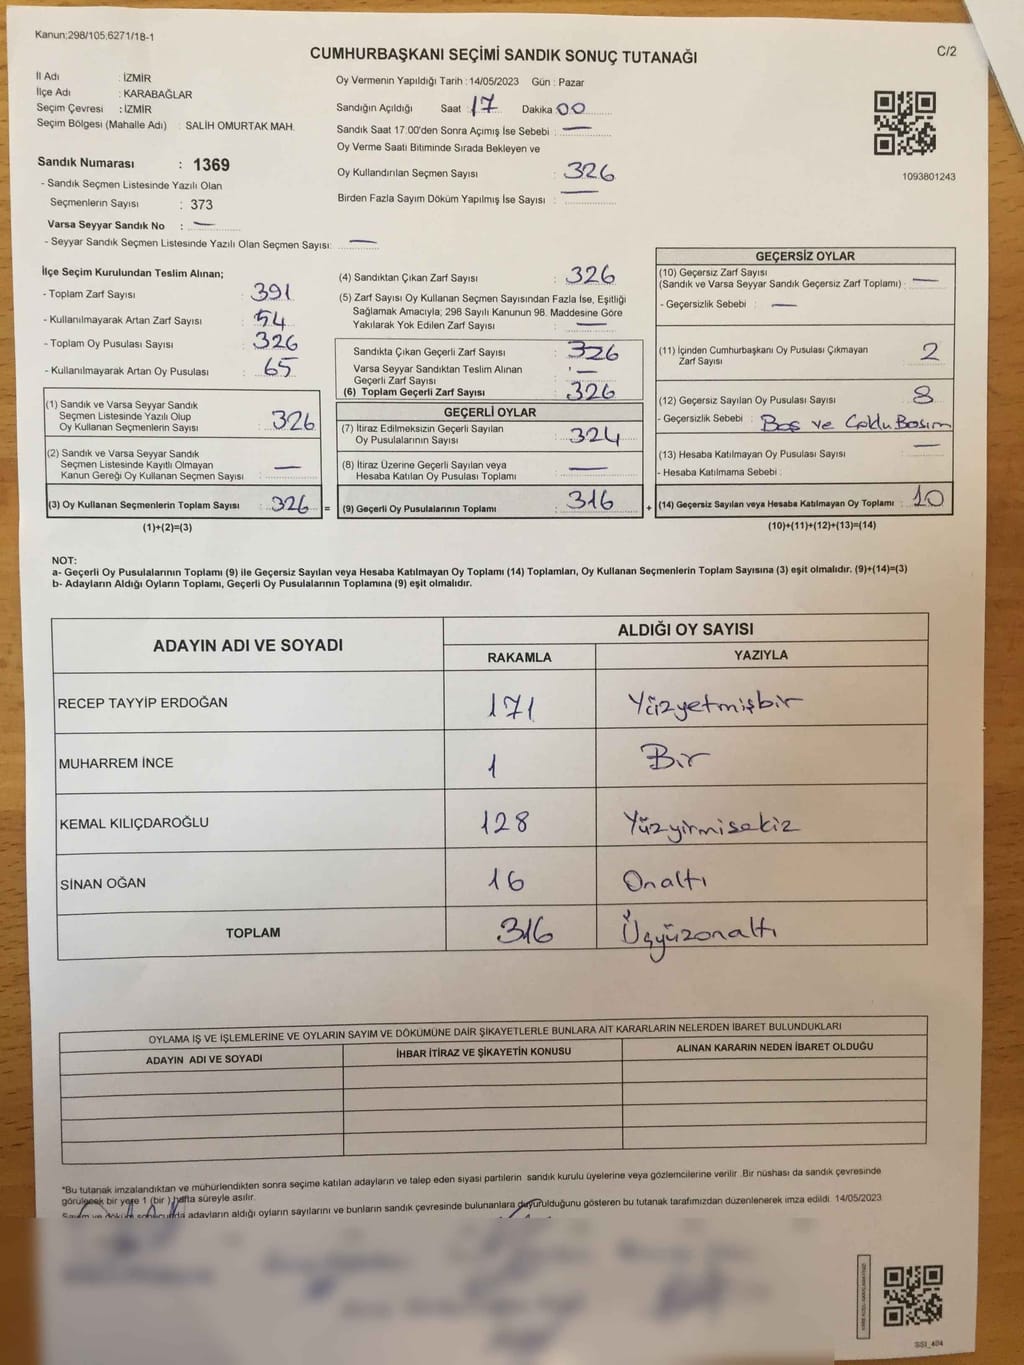 Kanun;298/105,6271/18-1
C/2
CUMHURBAŞKANI SEÇİMİ SANDIK SONUÇ TUTANAĞI
İl Adı : İZMİR
İlçe Adı : KARABAĞLAR
Seçim Çevresi : İZMİR
Seçim Bölgesi (Mahalle Adı) : SALİH OMURTAK MAH.
Sandık Numarası : 1369
- Sandık Seçmen Listesinde Yazılı Olan
Seçmenlerin Sayısı : 373
Varsa Seyyar Sandık No : —
- Seyyar Sandık Seçmen Listesinde Yazılı Olan Seçmen Sayısı: —
Oy Vermenin Yapıldığı Tarih : 14/05/2023 Gün : Pazar
Sandığın Açıldığı Saat : 17 Dakika 00
Sandık Saat 17:00'den Sonra Açımış İse Sebebi : —
Oy Verme Saati Bitiminde Sırada Bekleyen ve
Oy Kullandırılan Seçmen Sayısı : 326
Birden Fazla Sayım Döküm Yapılmış İse Sayısı : —
1093801243
İlçe Seçim Kurulundan Teslim Alınan;
- Toplam Zarf Sayısı : 391
- Kullanılmayarak Artan Zarf Sayısı : 54
- Toplam Oy Pusulası Sayısı : 326
- Kullanılmayarak Artan Oy Pusulası : 65
(1) Sandık ve Varsa Seyyar Sandık
Seçmen Listesinde Yazılı Olup
Oy Kullanan Seçmenlerin Sayısı : 326
(2) Sandık ve Varsa Seyyar Sandık
Seçmen Listesinde Kayıtlı Olmayan
Kanun Gereği Oy Kullanan Seçmen Sayısı : —
(3) Oy Kullanan Seçmenlerin Toplam Sayısı : 326 =
(1)+(2)=(3)
(4) Sandıktan Çıkan Zarf Sayısı : 326
(5) Zarf Sayısı Oy Kullanan Seçmen Sayısından Fazla İse, Eşitliği
Sağlamak Amacıyla; 298 Sayılı Kanunun 98. Maddesine Göre
Yakılarak Yok Edilen Zarf Sayısı : —
Sandıkta Çıkan Geçerli Zarf Sayısı : 326
Varsa Seyyar Sandıktan Teslim Alınan
Geçerli Zarf Sayısı : —
(6) Toplam Geçerli Zarf Sayısı : 326
GEÇERLİ OYLAR
(7) İtiraz Edilmeksizin Geçerli Sayılan
Oy Pusulalarının Sayısı : 324
(8) İtiraz Üzerine Geçerli Sayılan veya
Hesaba Katılan Oy Pusulası Toplamı : —
(9) Geçerli Oy Pusulalarının Toplamı : 316 +
GEÇERSİZ OYLAR
(10) Geçersiz Zarf Sayısı
(Sandık ve Varsa Seyyar Sandık Geçersiz Zarf Toplamı) : —
- Geçersizlik Sebebi : —
(11) İçinden Cumhurbaşkanı Oy Pusulası Çıkmayan
Zarf Sayısı : 2
(12) Geçersiz Sayılan Oy Pusulası Sayısı : 8
- Geçersizlik Sebebi : Boş ve Çoklu Basım
(13) Hesaba Katılmayan Oy Pusulası Sayısı : —
- Hesaba Katılmama Sebebi :
(14) Geçersiz Sayılan veya Hesaba Katılmayan Oy Toplamı : 10
(10)+(11)+(12)+(13)=(14)
NOT:
a- Geçerli Oy Pusulalarının Toplamı (9) ile Geçersiz Sayılan veya Hesaba Katılmayan Oy Toplamı (14) Toplamları, Oy Kullanan Seçmenlerin Toplam Sayısına (3) eşit olmalıdır. (9)+(14)=(3)
b- Adayların Aldığı Oyların Toplamı, Geçerli Oy Pusulalarının Toplamına (9) eşit olmalıdır.
ADAYIN ADI VE SOYADI ALDIĞI OY SAYISI
RAKAMLA YAZIYLA
RECEP TAYYİP ERDOĞAN 171 Yüzyetmişbir
MUHARREM İNCE 1 Bir
KEMAL KILIÇDAROĞLU 128 Yüzyirmisekiz
SİNAN OĞAN 16 Onaltı
TOPLAM 316 Üçyüzonaltı
OYLAMA İŞ VE İŞLEMLERİNE VE OYLARIN SAYIM VE DÖKÜMÜNE DAİR ŞİKAYETLERLE BUNLARA AİT KARARLARIN NELERDEN İBARET BULUNDUKLARI
ADAYIN ADI VE SOYADI İHBAR İTİRAZ VE ŞİKAYETİN KONUSU ALINAN KARARIN NEDEN İBARET OLDUĞU
*Bu tutanak imzalandıktan ve mühürlendikten sonra seçime katılan adayların ve talep eden siyasi partilerin sandık kurulu üyelerine veya gözlemcilerine verilir .Bir nüshası da sandık çevresinde
görülecek bir yere 1 (bir ) hafta süreyle asılır.
Sayım ve döküm sonucunda adayların aldığı oyların sayılarını ve bunların sandık çevresinde bulunanlara duyurulduğunu gösteren bu tutanak tarafımızdan düzenlenerek imza edildi. 14/05/2023
SSI_404